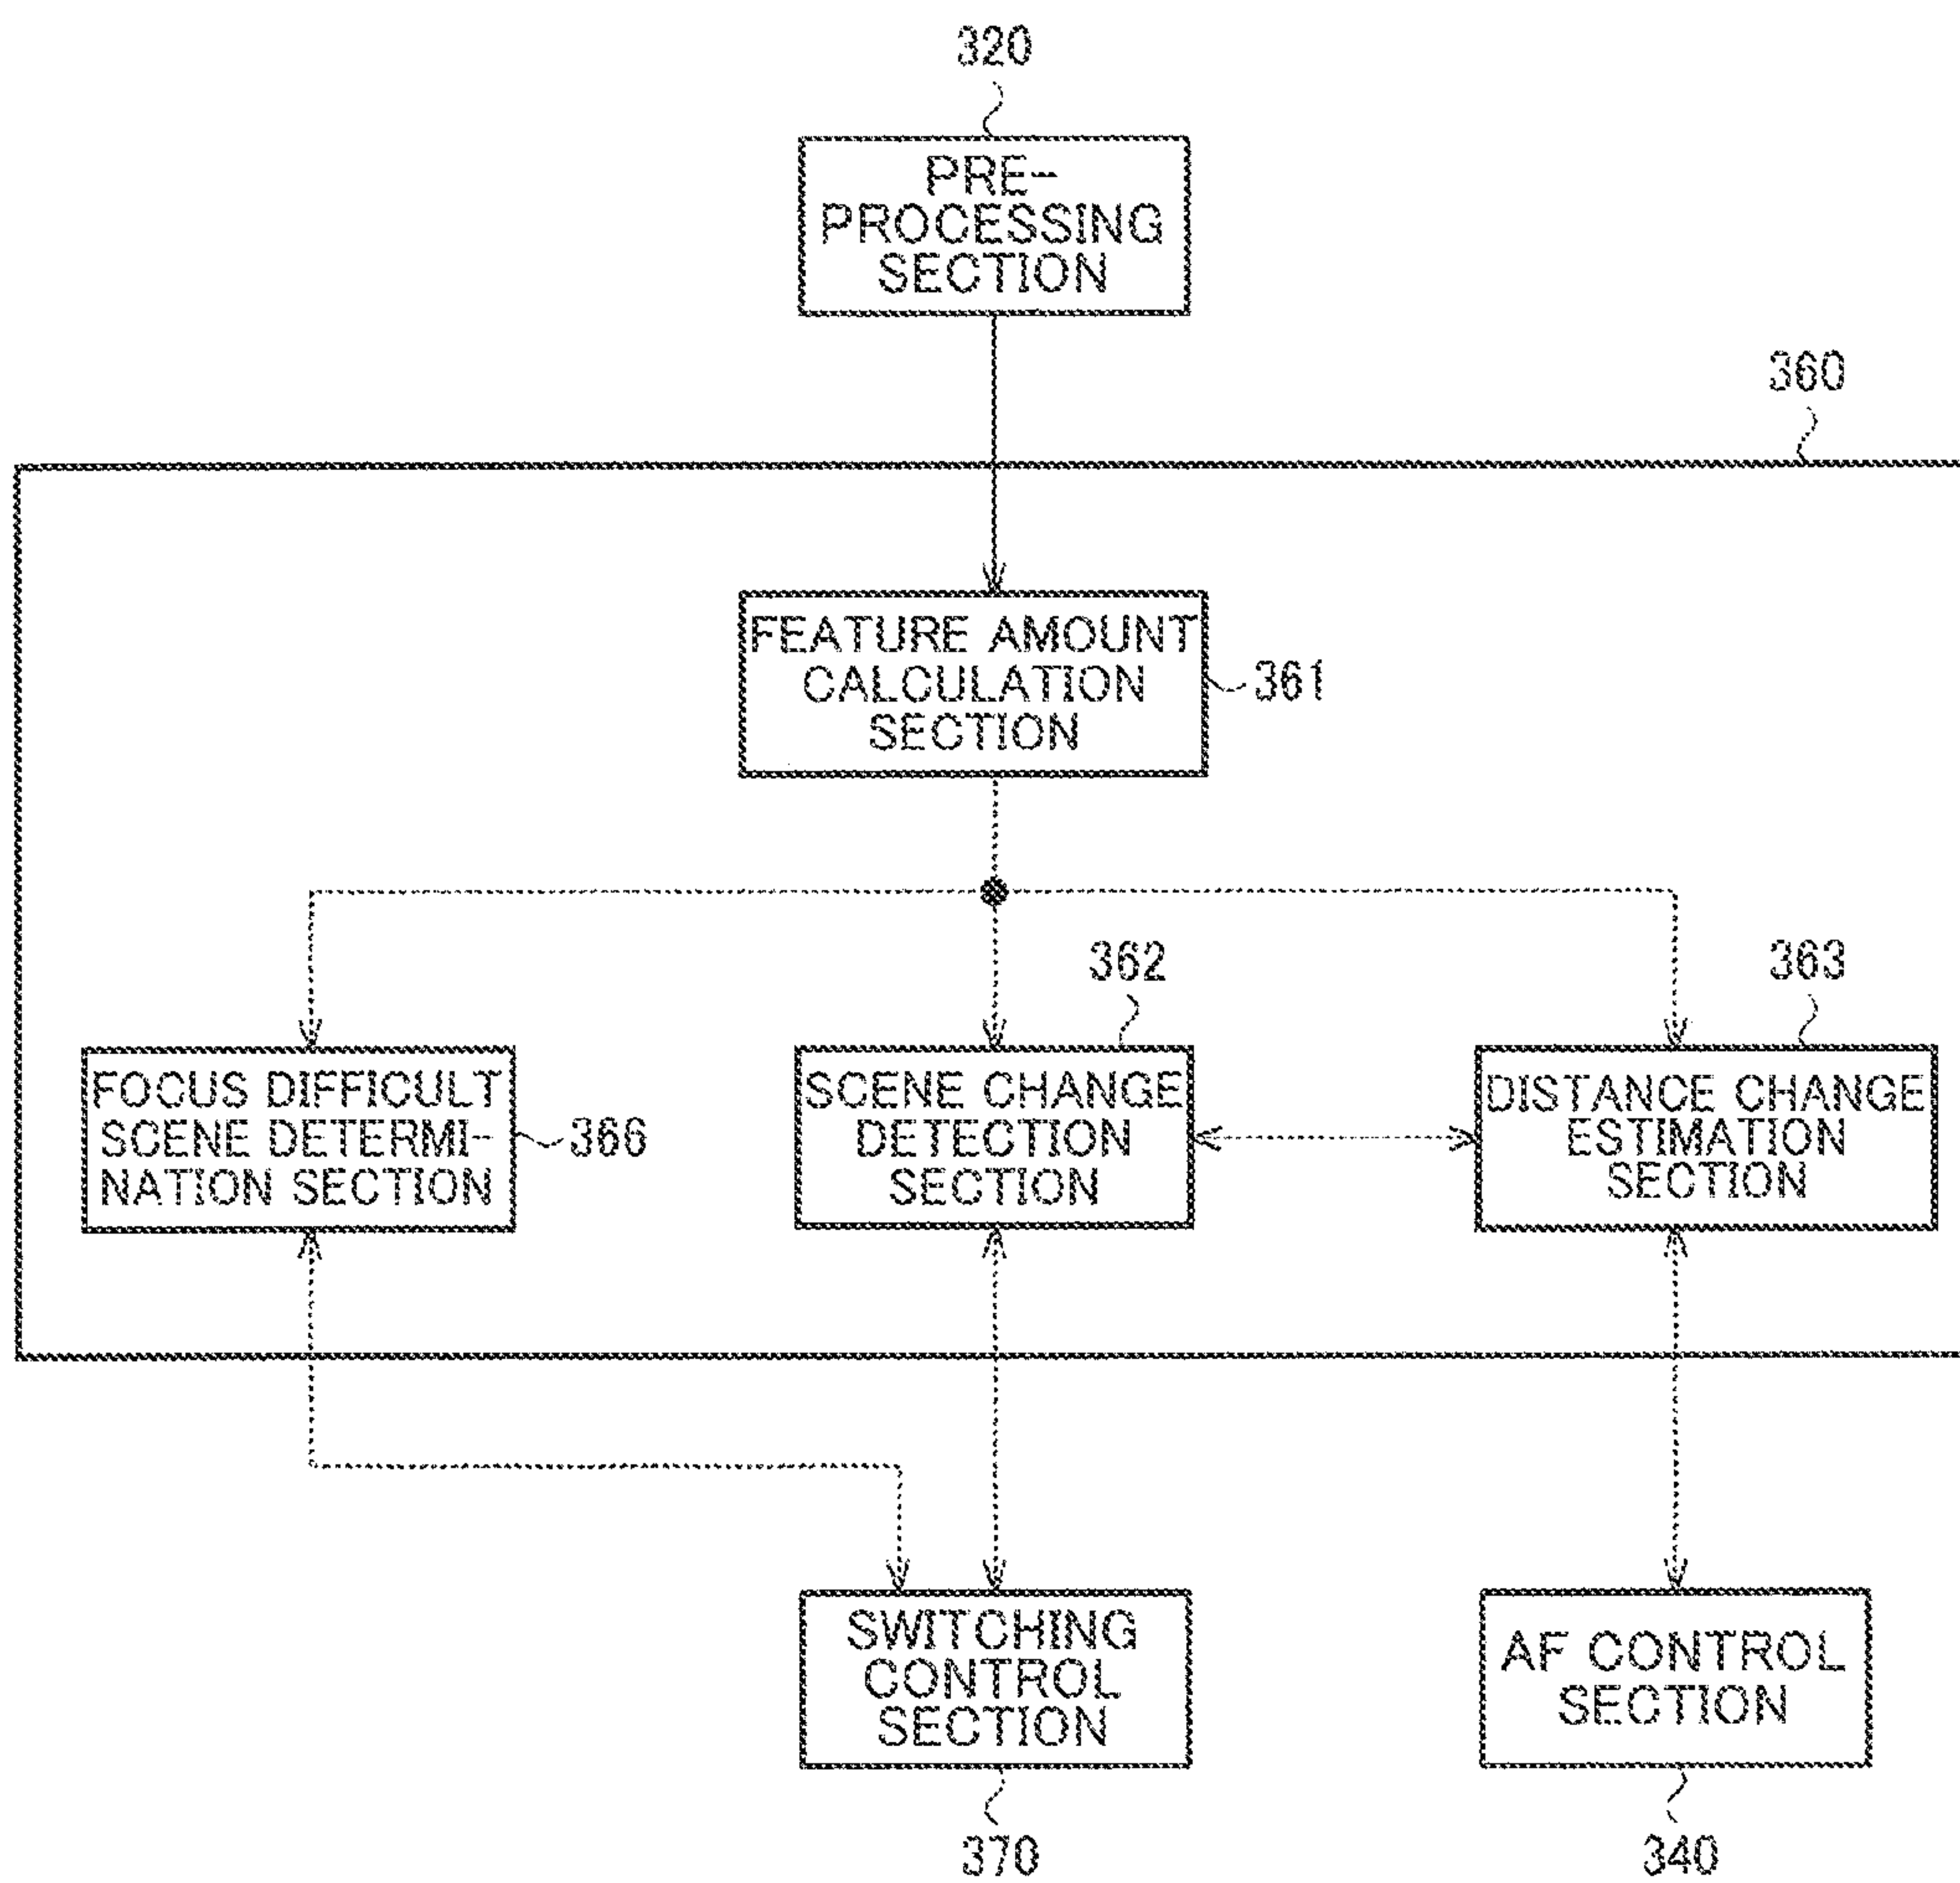 320
PRE-
PROCESSING
SECTION
360
FEATURE AMOUNT
CALCULATION
SECTION
361
362
363
FOCUS DIFFICULT
SCENE DETERMI-
NATION SECTION
366
SCENE CHANGE
DETECTION
SECTION
DISTANCE CHANGE
ESTIMATION
SECTION
SWITCHING
CONTROL
SECTION
AF CONTROL
SECTION
370
340